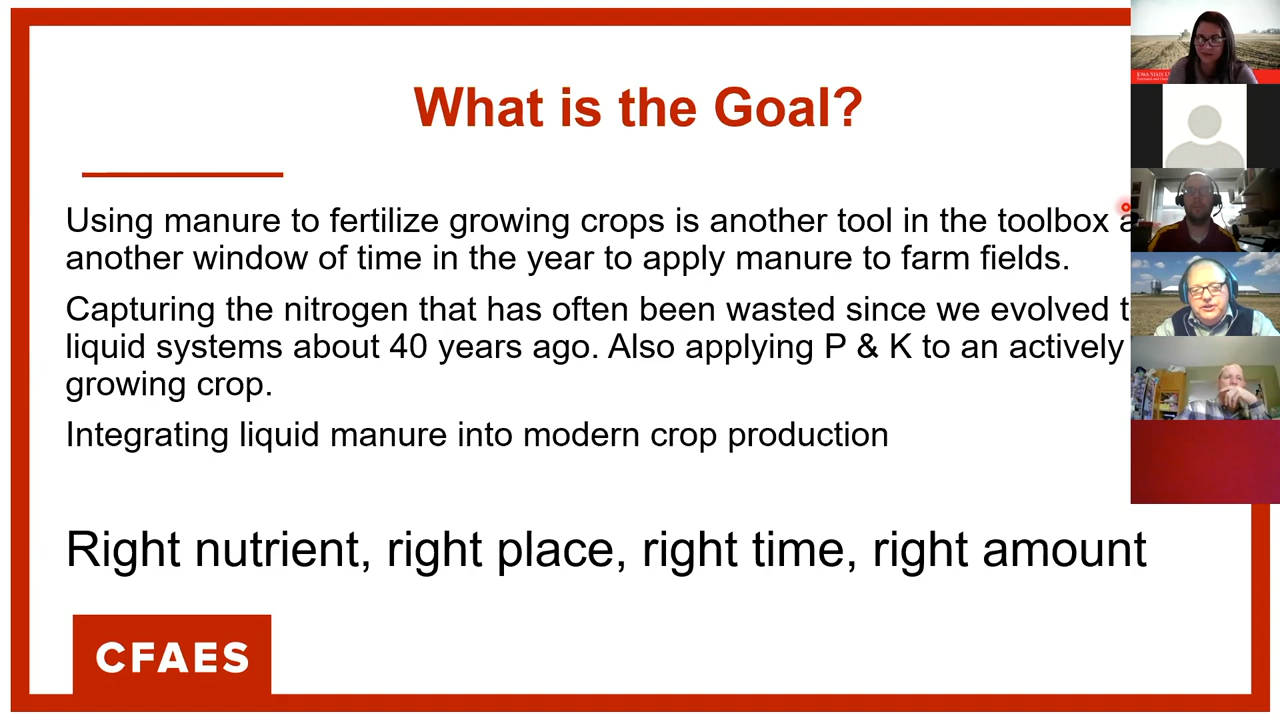 What is the Goal?
Using manure to fertilize growing crops is another tool in the toolbox
another window of time in the year to apply manure to farm fields.
Capturing the nitrogen that has often been wasted since we evolved
liquid systems about 40 years ago. Also applying P & K to an actively
growing crop.
Integrating liquid manure into modern crop production
Right nutrient, right place, right time, right amount
CFAES
IOWA STATE